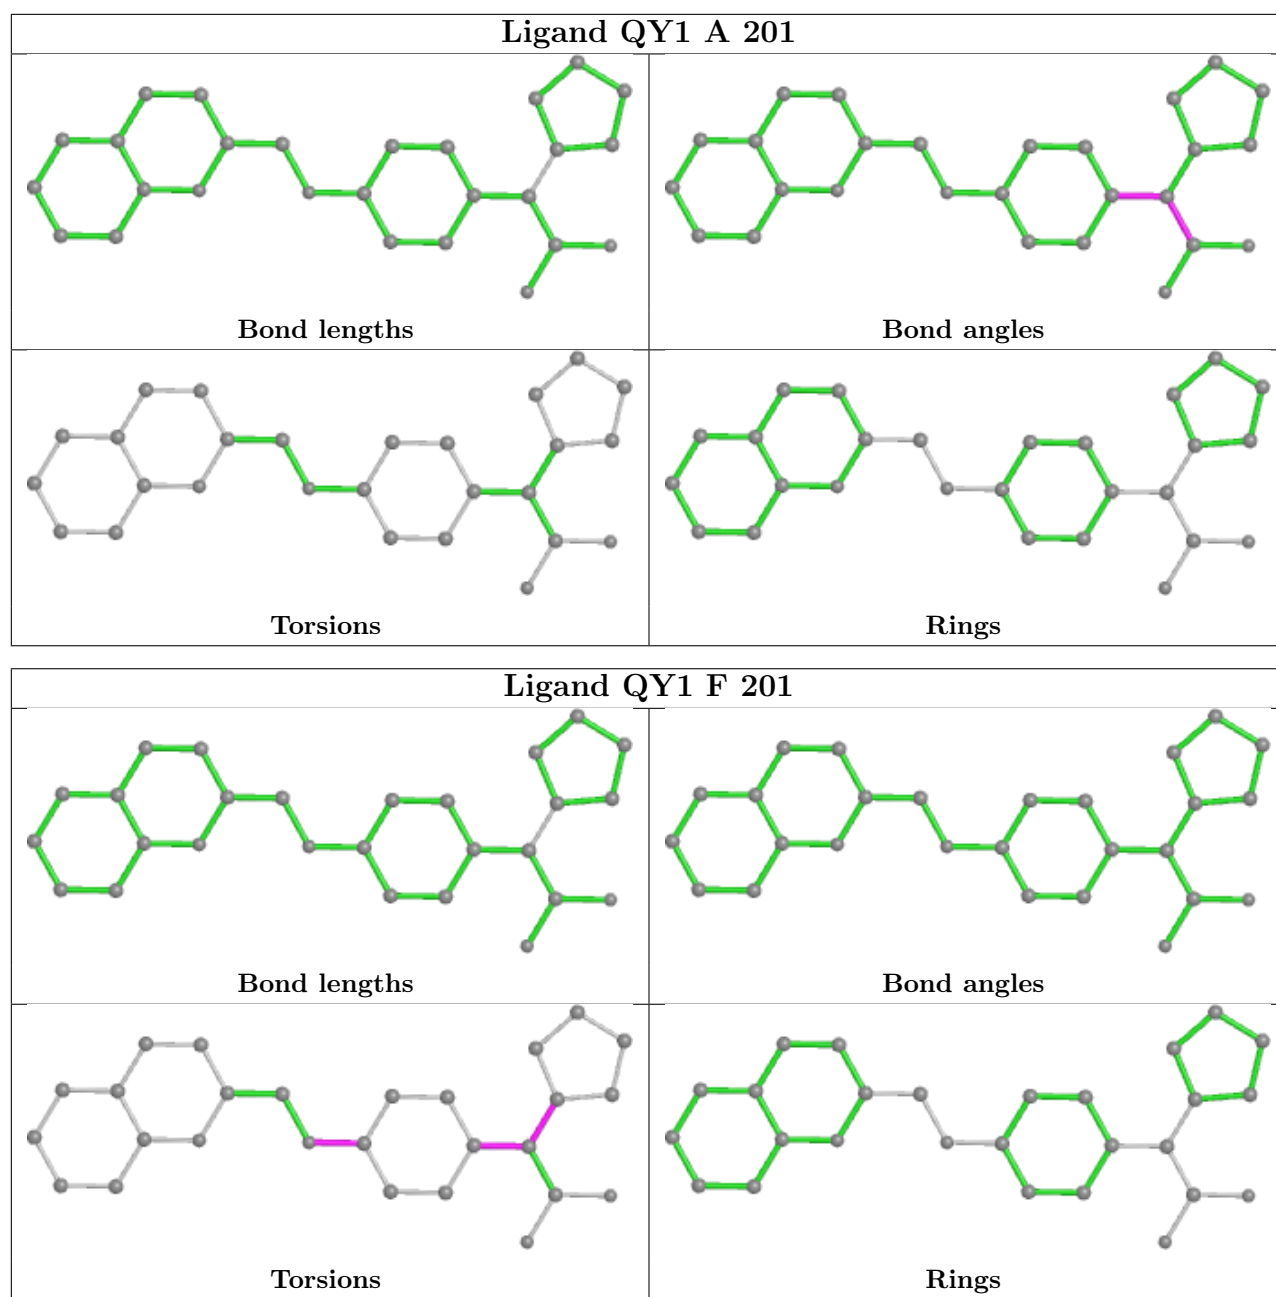 Ligand QY1 A 201
Bond lengths
Bond angles
Torsions
Rings
Ligand QY1 F 201
Bond lengths
Bond angles
Torsions
Rings